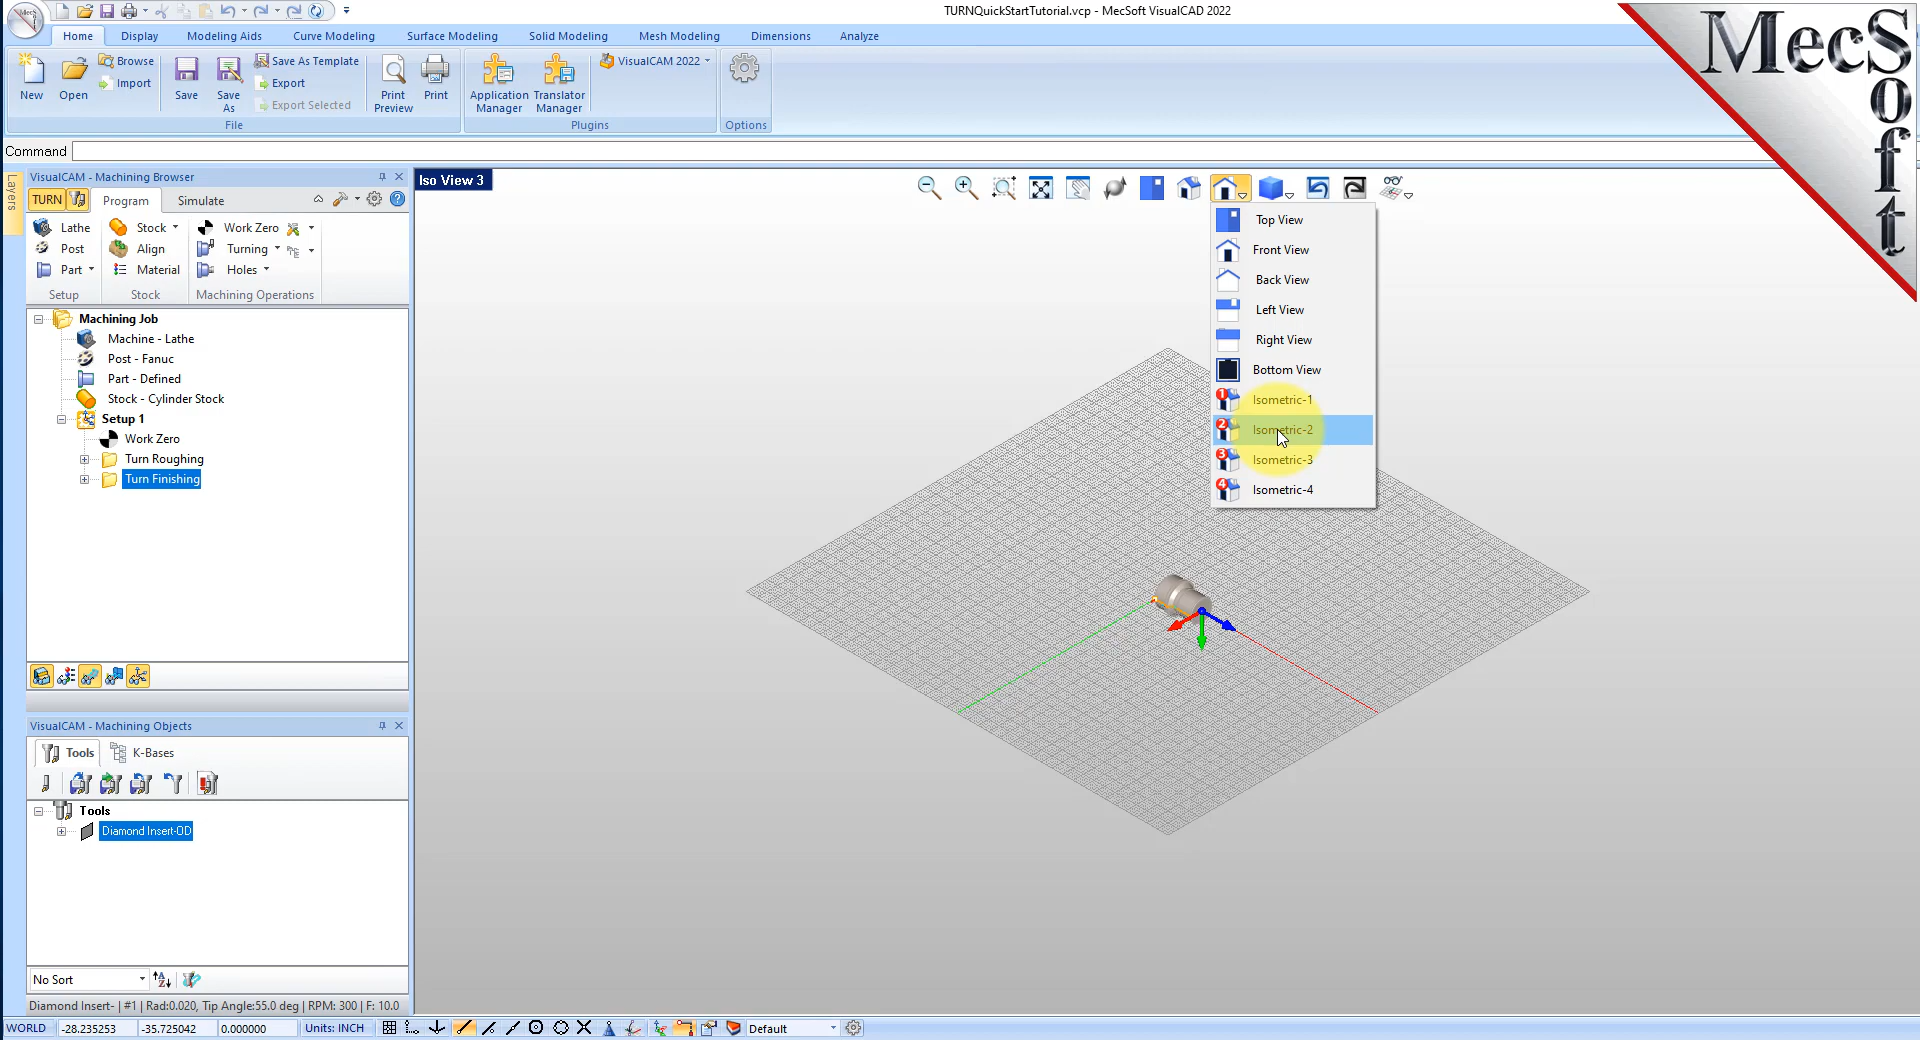 TURNQuickStartTutorial.vcp - MecSoft VisualCAD 2022
MecSoft
Home Display Modeling Aids Curve Modeling Surface Modeling Solid Modeling Mesh Modeling Dimensions Analyze
New
Open
Browse
Import
Save
Save As
Save As Template
Export
Export Selected
Print Preview
Print
File
Application Manager
Translator Manager
VisualCAM 2022
Plugins
Options
Command
Layers
VisualCAM - Machining Browser
TURN Program Simulate
Lathe Stock Work Zero
Post Align Turning
Part Material Holes
Setup Stock Machining Operations
Machining Job
Machine - Lathe
Post - Fanuc
Part - Defined
Stock - Cylinder Stock
Setup 1
Work Zero
Turn Roughing
Turn Finishing
VisualCAM - Machining Objects
Tools K-Bases
Tools
Diamond Insert-OD
No Sort
Diamond Insert- | #1 | Rad:0.020, Tip Angle:55.0 deg | RPM: 300 | F: 10.0
Iso View 3
Top View
Front View
Back View
Left View
Right View
Bottom View
1 Isometric-1
2 Isometric-2
3 Isometric-3
4 Isometric-4
WORLD -28.235253 -35.725042 0.000000 Units: INCH Default